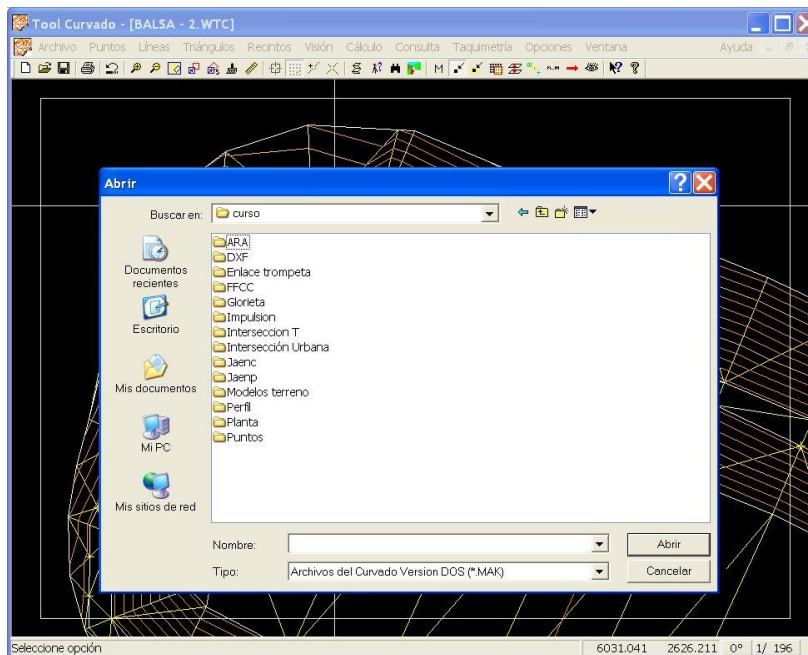 Tool Curvado - [BALSA - 2.WTC]
Archivo Puntos Líneas Triángulos Recintos Visión Cálculo Consulta Taquimetría Opciones Ventana Ayuda
M
Abrir
Buscar en: curso
Documentos recientes
Escritorio
Mis documentos
Mi PC
Mis sitios de red
ARA
DXF
Enlace trompeta
FFCC
Glorieta
Impulsion
Interseccion T
Intersección Urbana
Jaenc
Jaenp
Modelos terreno
Perfil
Planta
Puntos
Nombre: Abrir
Tipo: Archivos del Curvado Version DOS (*.MAK) Cancelar
Seleccione opción 6031.041 2626.211 0° 1/ 196